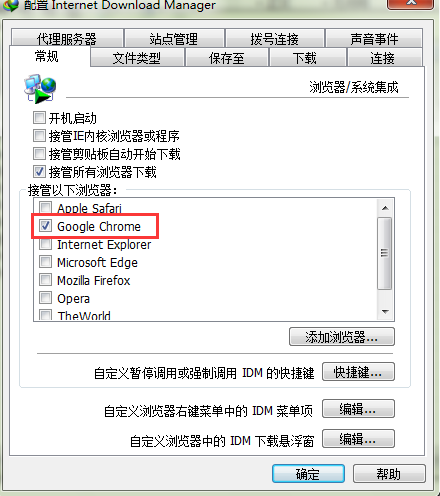 配置 Internet Download Manager
代理服务器 站点管理 拨号连接 声音事件
常规 文件类型 保存至 下载 连接
浏览器/系统集成
开机启动
接管IE内核浏览器或程序
接管剪贴板自动开始下载
接管所有浏览器下载
接管以下浏览器：
Apple Safari
Google Chrome
Internet Explorer
Microsoft Edge
Mozilla Firefox
Opera
TheWorld
添加浏览器...
自定义暂停调用或强制调用 IDM 的快捷键 快捷键...
自定义浏览器右键菜单中的 IDM 菜单项 编辑...
自定义浏览器中的 IDM 下载悬浮窗 编辑...
确定 帮助